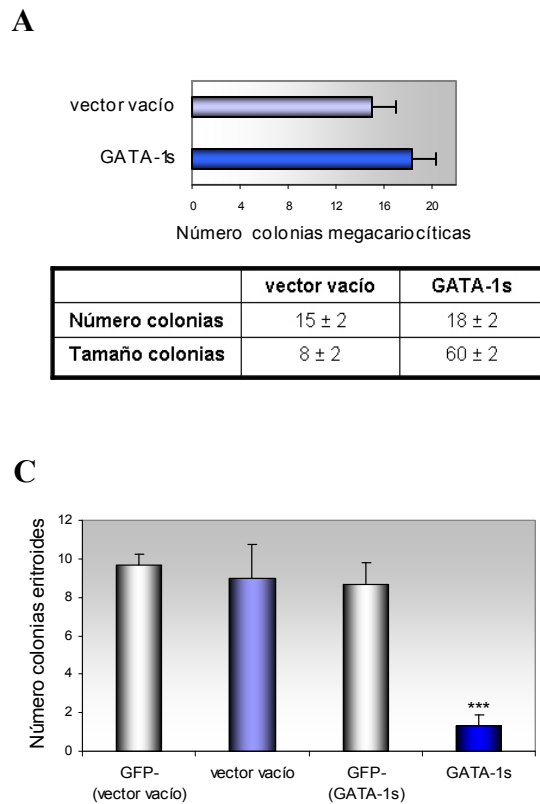 A
vector vacío
GATA-1s
0 4 8 12 16 20
Número colonias megacariocíticas
vector vacío GATA-1s
Número colonias 15 ± 2 18 ± 2
Tamaño colonias 8 ± 2 60 ± 2
C
Número colonias eritroides
12
10
8
6
4
2
0
***
GFP- vector vacío GFP- GATA-1s
(vector vacío) (GATA-1s)